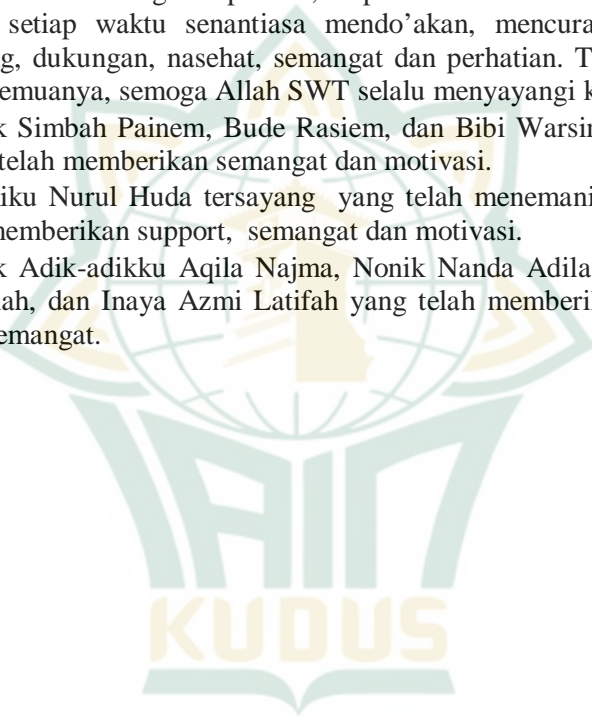 setiap waktu senantiasa mendo’akan, mencura
g, dukungan, nasehat, semangat dan perhatian. T
emuanya, semoga Allah SWT selalu menyayangi k
k Simbah Painem, Bude Rasiem, dan Bibi Warsin
telah memberikan semangat dan motivasi.
iku Nurul Huda tersayang yang telah menemani
memberikan support, semangat dan motivasi.
k Adik-adikku Aqila Najma, Nonik Nanda Adila
ah, dan Inaya Azmi Latifah yang telah memberik
emangat.
IAIN
KUDUS